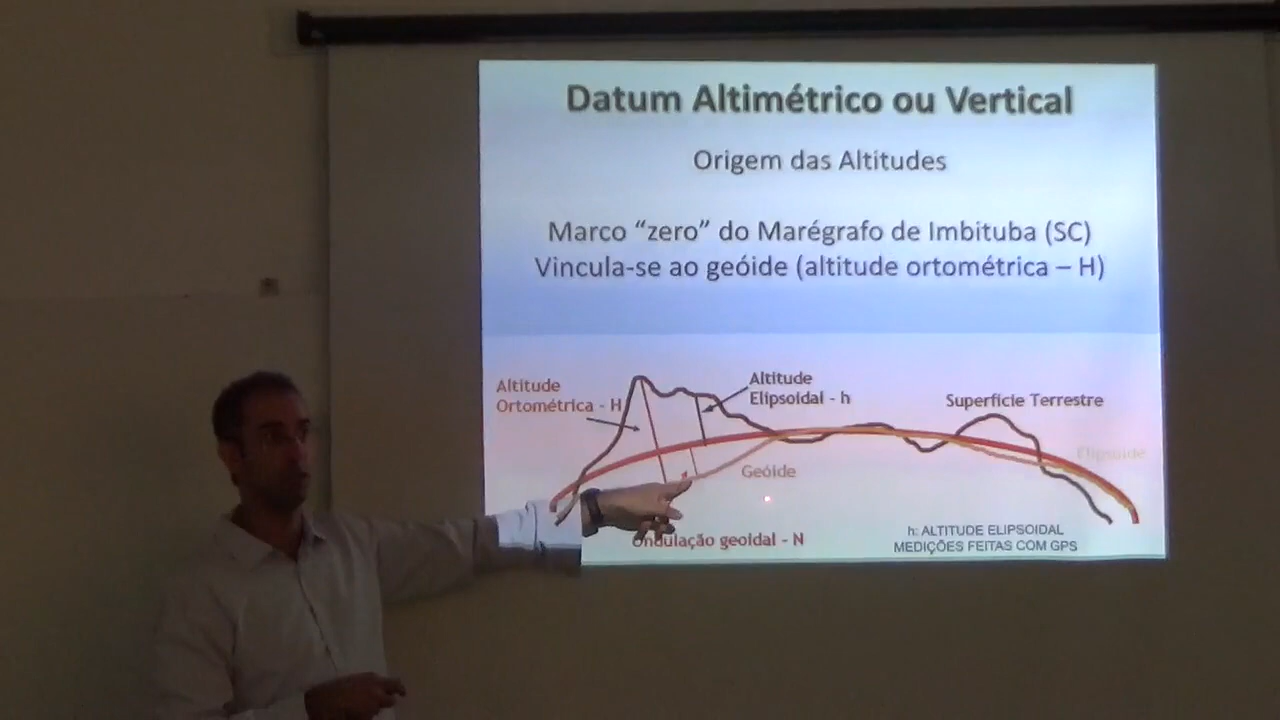 Datum Altimétrico ou Vertical
Origem das Altitudes
Marco “zero” do Marégrafo de Imbituba (SC)
Vincula-se ao geóide (altitude ortométrica – H)
Altitude
Ortométrica - H
Altitude
Elipsoidal - h
Superfície Terrestre
Elipsoide
Geóide
Ondulação geoidal - N
h: ALTITUDE ELIPSOIDAL
MEDIÇÕES FEITAS COM GPS